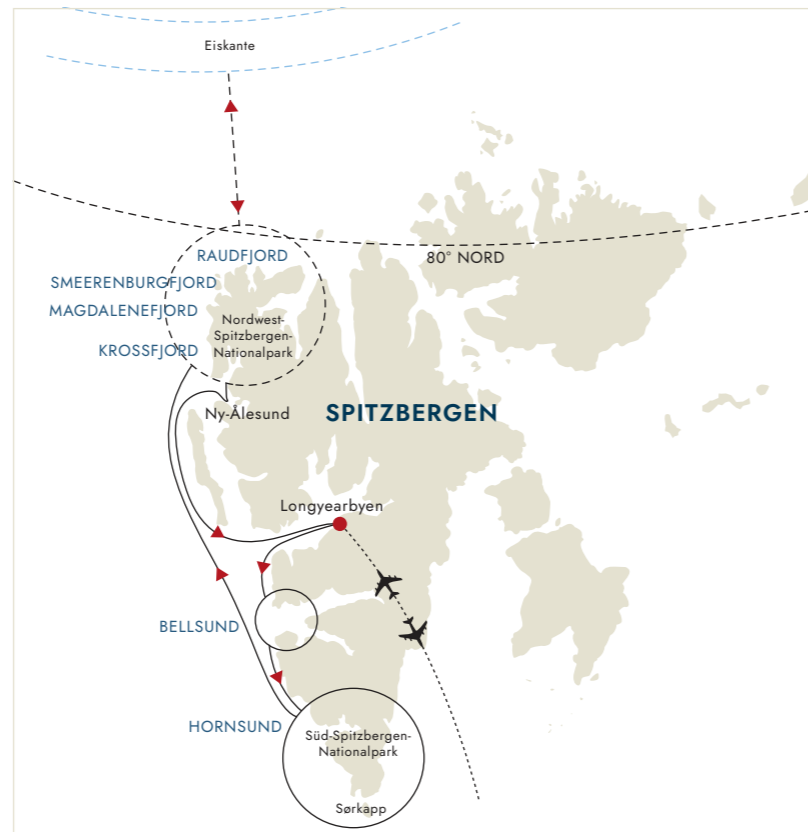 Eiskante
RAUDFJORD
80° NORD
SMEERENBURGFJORD
MAGDALENEFJORD
Nordwest-
Spitzbergen-
Nationalpark
KROSSFJORD
Ny-Ålesund
SPITZBERGEN
Longyearbyen
BELLSUND
HORNSUND
Süd-Spitzbergen-
Nationalpark
Sørkapp